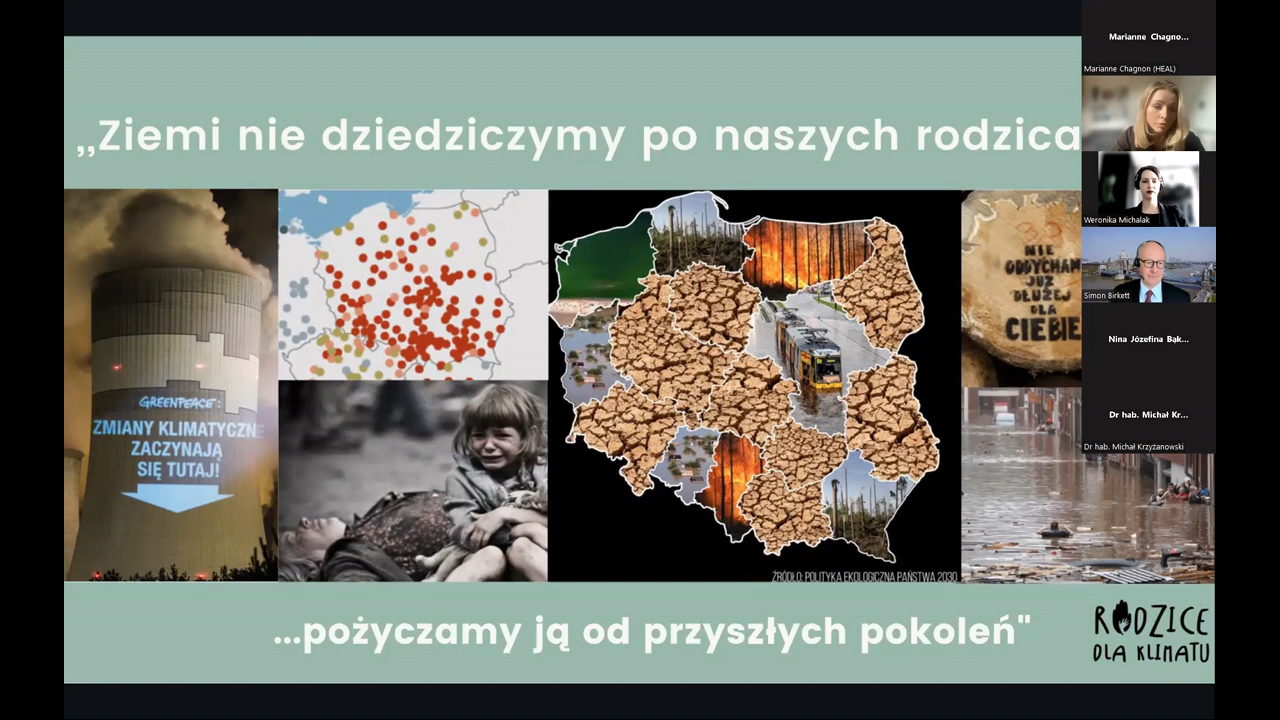 ,,Ziemi nie dziedziczymy po naszych rodzica
GREENPEACE:
ZMIANY KLIMATYCZNE
ZACZYNAJĄ
SIĘ TUTAJ!
NIE
ODDYCHAM
JUŻ
DŁUŻEJ
DLA
CIEBIE
ŹRÓDŁO: POLITYKA EKOLOGICZNA PAŃSTWA 2030
...pożyczamy ją od przyszłych pokoleń"
RODZICE
DLA KLIMATU
Marianne Chagno...
Marianne Chagnon (HEAL)
Weronika Michalak
Simon Birkett
Nina Józefina Bąk...
Dr hab. Michał Kr...
Dr hab. Michał Krzyżanowski